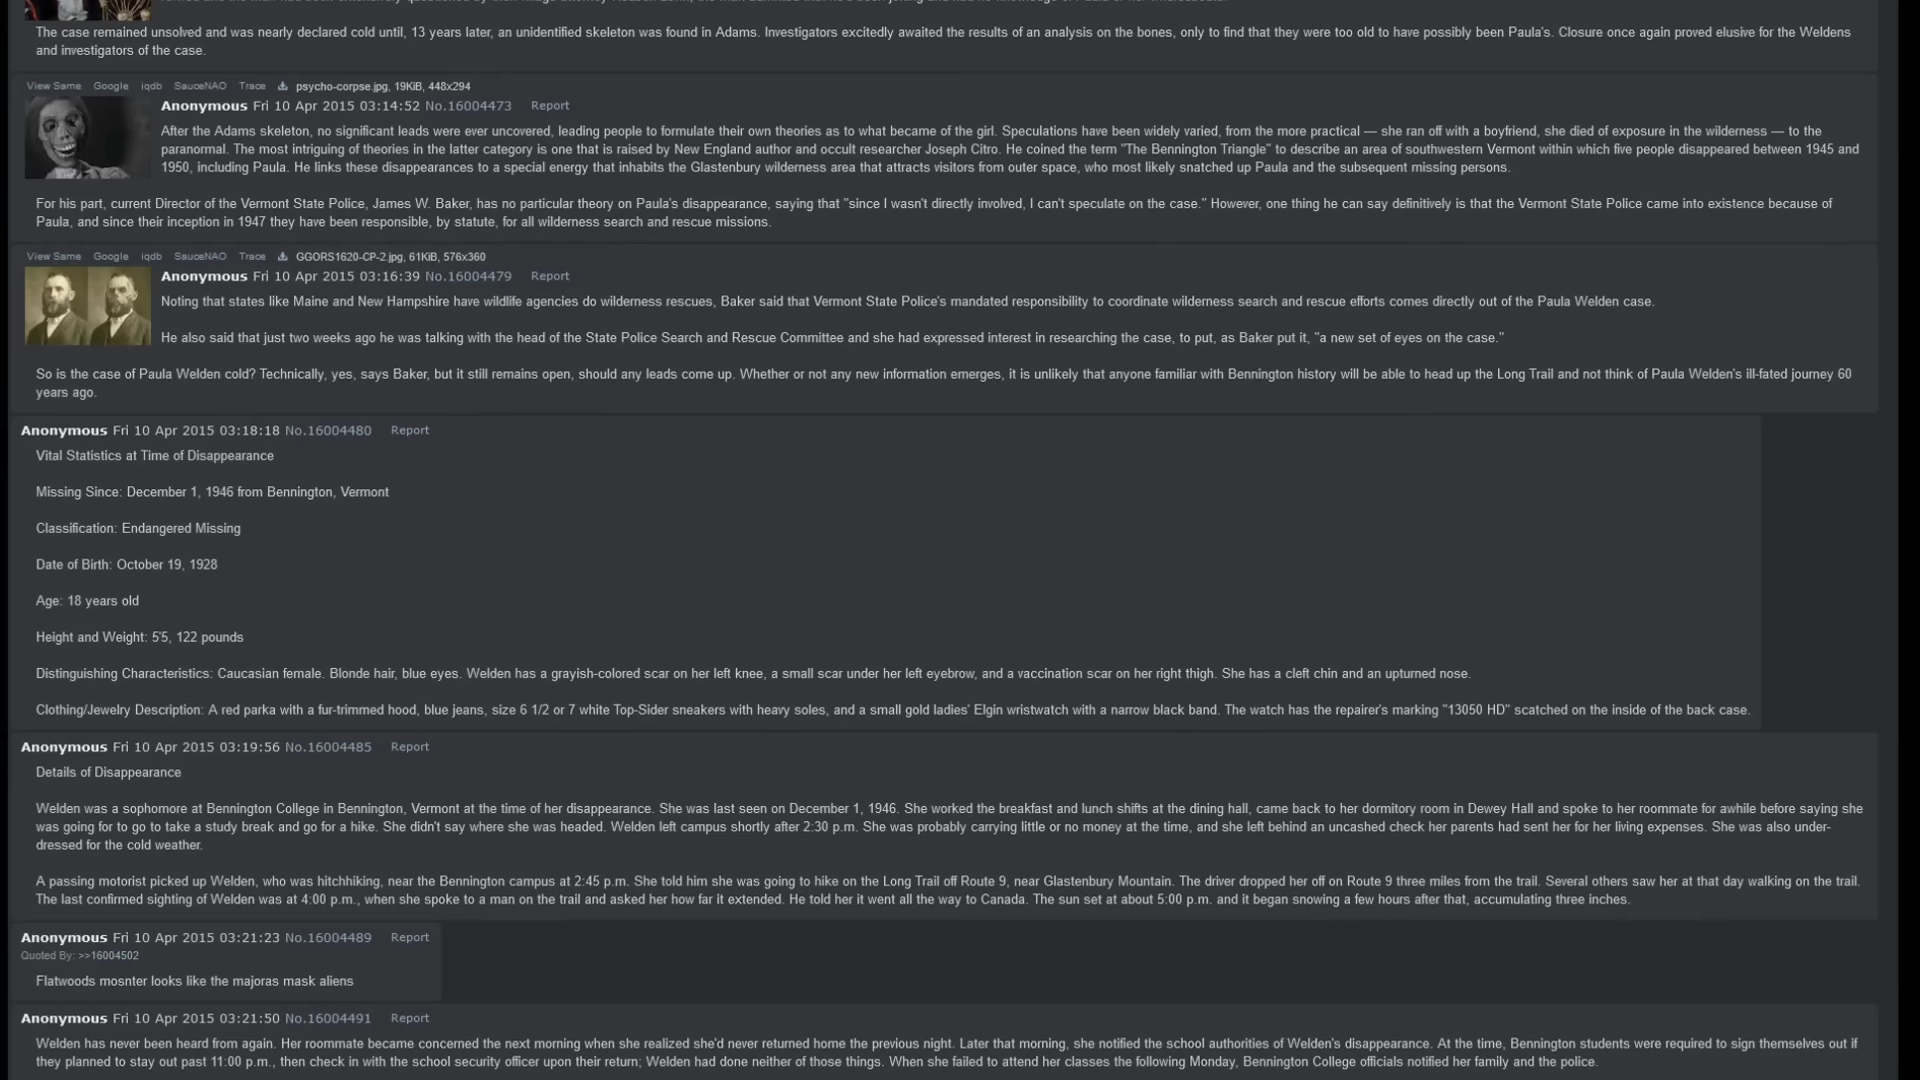 The case remained unsolved and was nearly declared cold until, 13 years later, an unidentified skeleton was found in Adams. Investigators excitedly awaited the results of an analysis on the bones, only to find that they were too old to have possibly been Paula's. Closure once again proved elusive for the Weldens
and investigators of the case.
View Same Google iqdb SauceNAO Trace psycho-corpse.jpg, 19KiB, 448x294
Anonymous Fri 10 Apr 2015 03:14:52 No.16004473 Report
After the Adams skeleton, no significant leads were ever uncovered, leading people to formulate their own theories as to what became of the girl. Speculations have been widely varied, from the more practical — she ran off with a boyfriend, she died of exposure in the wilderness — to the
paranormal. The most intriguing of theories in the latter category is one that is raised by New England author and occult researcher Joseph Citro. He coined the term "The Bennington Triangle" to describe an area of southwestern Vermont within which five people disappeared between 1945 and
1950, including Paula. He links these disappearances to a special energy that inhabits the Glastenbury wilderness area that attracts visitors from outer space, who most likely snatched up Paula and the subsequent missing persons.
For his part, current Director of the Vermont State Police, James W. Baker, has no particular theory on Paula's disappearance, saying that "since I wasn't directly involved, I can't speculate on the case." However, one thing he can say definitively is that the Vermont State Police came into existence because of
Paula, and since their inception in 1947 they have been responsible, by statute, for all wilderness search and rescue missions.
View Same Google iqdb SauceNAO Trace GGORS1620-CP-2.jpg, 61KiB, 576x360
Anonymous Fri 10 Apr 2015 03:16:39 No.16004479 Report
Noting that states like Maine and New Hampshire have wildlife agencies do wilderness rescues, Baker said that Vermont State Police's mandated responsibility to coordinate wilderness search and rescue efforts comes directly out of the Paula Welden case.
He also said that just two weeks ago he was talking with the head of the State Police Search and Rescue Committee and she had expressed interest in researching the case, to put, as Baker put it, "a new set of eyes on the case."
So is the case of Paula Welden cold? Technically, yes, says Baker, but it still remains open, should any leads come up. Whether or not any new information emerges, it is unlikely that anyone familiar with Bennington history will be able to head up the Long Trail and not think of Paula Welden's ill-fated journey 60
years ago.
Anonymous Fri 10 Apr 2015 03:18:18 No.16004480 Report
Vital Statistics at Time of Disappearance
Missing Since: December 1, 1946 from Bennington, Vermont
Classification: Endangered Missing
Date of Birth: October 19, 1928
Age: 18 years old
Height and Weight: 5'5, 122 pounds
Distinguishing Characteristics: Caucasian female. Blonde hair, blue eyes. Welden has a grayish-colored scar on her left knee, a small scar under her left eyebrow, and a vaccination scar on her right thigh. She has a cleft chin and an upturned nose.
Clothing/Jewelry Description: A red parka with a fur-trimmed hood, blue jeans, size 6 1/2 or 7 white Top-Sider sneakers with heavy soles, and a small gold ladies' Elgin wristwatch with a narrow black band. The watch has the repairer's marking "13050 HD" scatched on the inside of the back case.
Anonymous Fri 10 Apr 2015 03:19:56 No.16004485 Report
Details of Disappearance
Welden was a sophomore at Bennington College in Bennington, Vermont at the time of her disappearance. She was last seen on December 1, 1946. She worked the breakfast and lunch shifts at the dining hall, came back to her dormitory room in Dewey Hall and spoke to her roommate for awhile before saying she
was going for to go to take a study break and go for a hike. She didn't say where she was headed. Welden left campus shortly after 2:30 p.m. She was probably carrying little or no money at the time, and she left behind an uncashed check her parents had sent her for her living expenses. She was also under-
dressed for the cold weather.
A passing motorist picked up Welden, who was hitchhiking, near the Bennington campus at 2:45 p.m. She told him she was going to hike on the Long Trail off Route 9, near Glastenbury Mountain. The driver dropped her off on Route 9 three miles from the trail. Several others saw her at that day walking on the trail.
The last confirmed sighting of Welden was at 4:00 p.m., when she spoke to a man on the trail and asked her how far it extended. He told her it went all the way to Canada. The sun set at about 5:00 p.m. and it began snowing a few hours after that, accumulating three inches.
Anonymous Fri 10 Apr 2015 03:21:23 No.16004489 Report
Quoted By: >>16004502
Flatwoods mosnter looks like the majoras mask aliens
Anonymous Fri 10 Apr 2015 03:21:50 No.16004491 Report
Welden has never been heard from again. Her roommate became concerned the next morning when she realized she'd never returned home the previous night. Later that morning, she notified the school authorities of Welden's disappearance. At the time, Bennington students were required to sign themselves out if
they planned to stay out past 11:00 p.m., then check in with the school security officer upon their return; Welden had done neither of those things. When she failed to attend her classes the following Monday, Bennington College officials notified her family and the police.